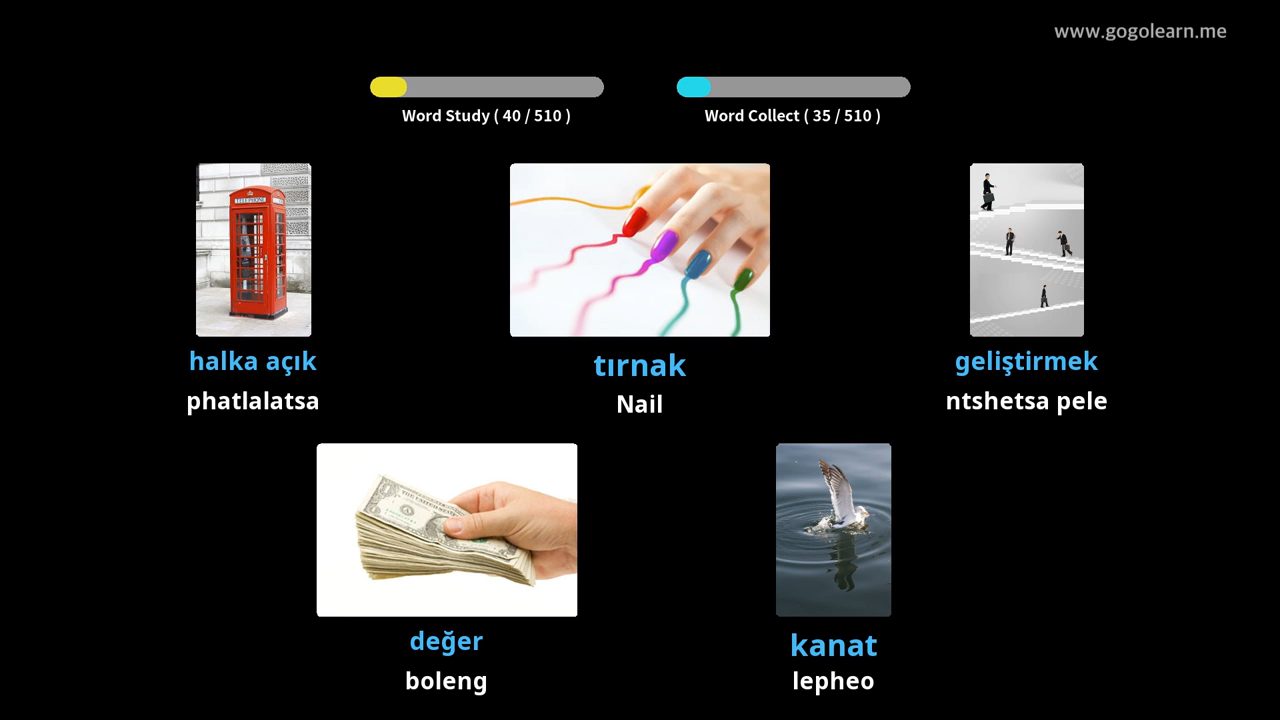 www.gogolearn.me
Word Study ( 40 / 510 )
Word Collect ( 35 / 510 )
TELEPHONE
halka açık
phatlalatsa
tırnak
Nail
geliştirmek
ntshetsa pele
değer
boleng
kanat
lepheo